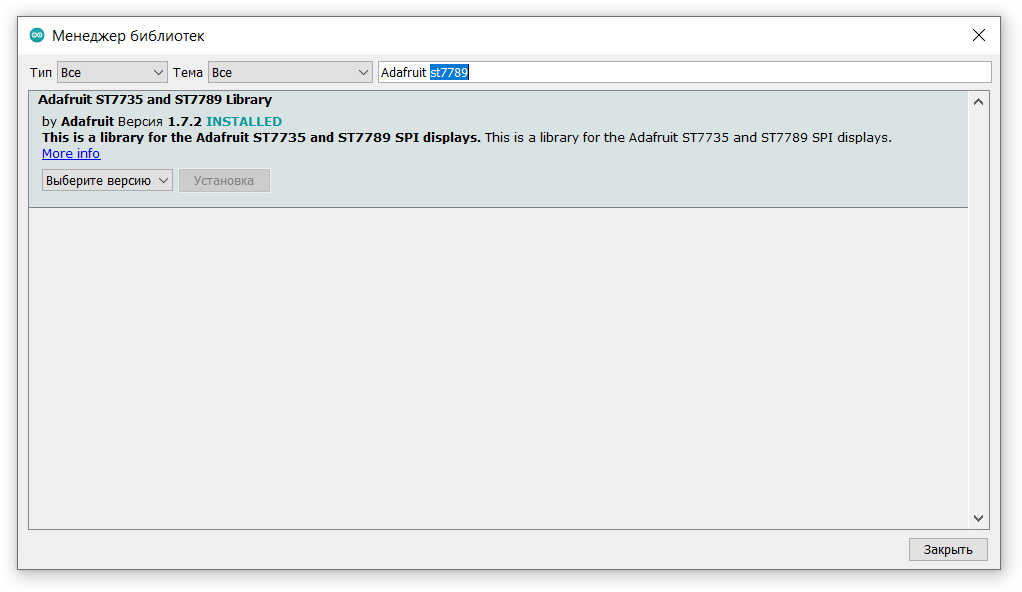 Менеджер библиотек
Тип Все Тема Все Adafruit st7789
Adafruit ST7735 and ST7789 Library
by Adafruit Версия 1.7.2 INSTALLED
This is a library for the Adafruit ST7735 and ST7789 SPI displays. This is a library for the Adafruit ST7735 and ST7789 SPI displays.
More info
Выберите версию Установка
Закрыть